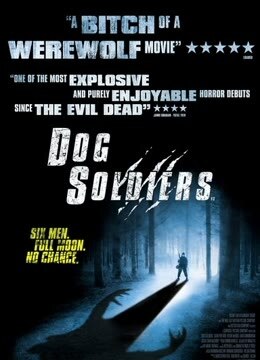 "A BITCH OF A
WEREWOLF
MOVIE" ★★★★★
"ONE OF THE MOST EXPLOSIVE
AND PURELY ENJOYABLE HORROR DEBUTS
SINCE THE EVIL DEAD" ★★★★
DOG
SOLDIERS
SIX MEN.
FULL MOON.
NO CHANCE.